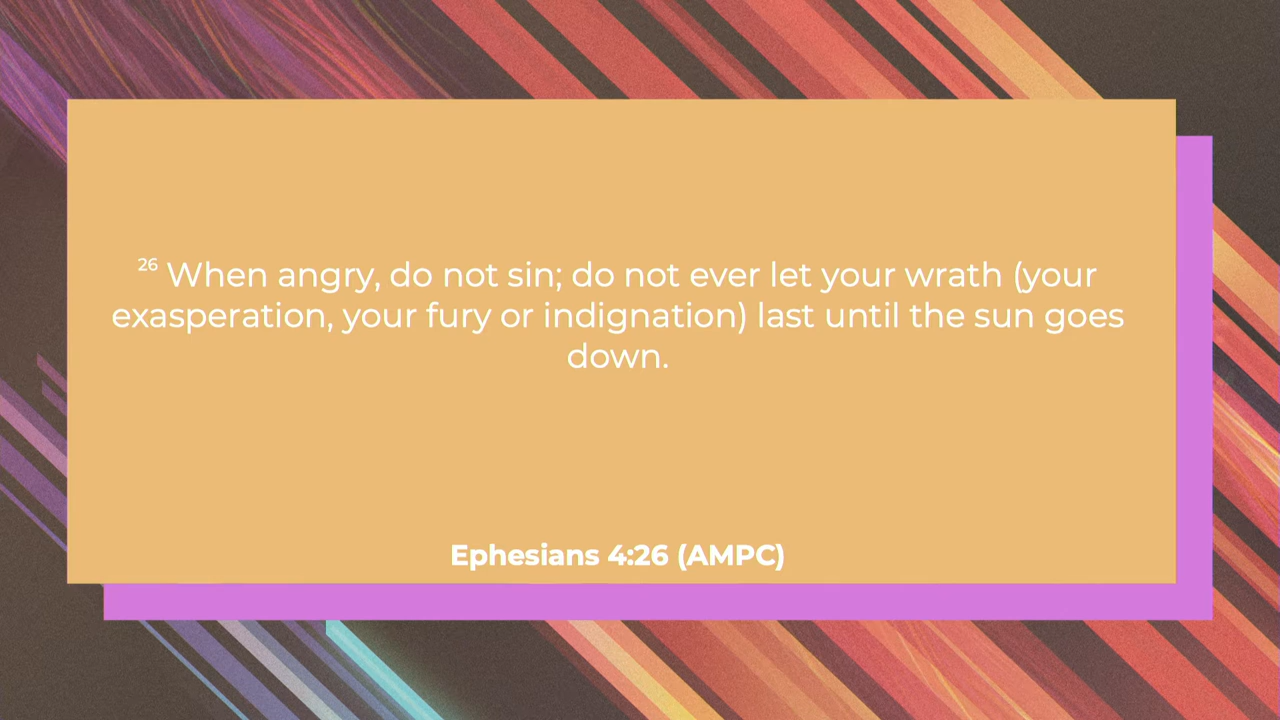 26 When angry, do not sin; do not ever let your wrath (your
exasperation, your fury or indignation) last until the sun goes
down.
Ephesians 4:26 (AMPC)